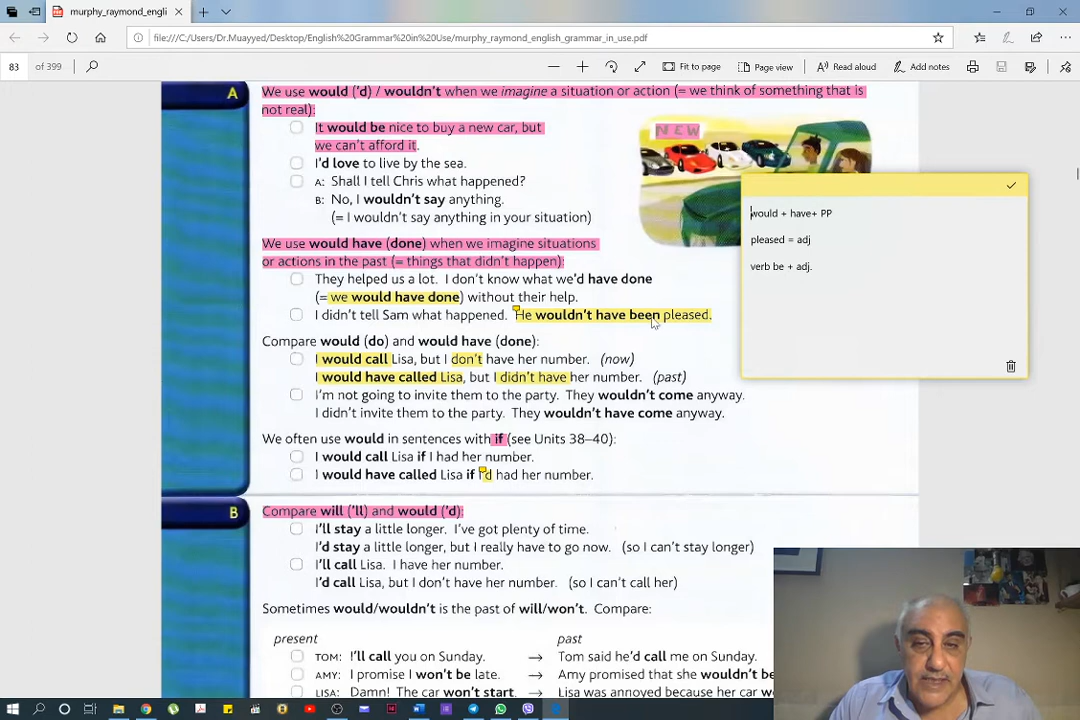 murphy_raymond_engli
file:///C:/Users/Dr.Muayyed/Desktop/English%20Grammar%20in%20Use/murphy_raymond_english_grammar_in_use.pdf
83 of 399
Fit to page
Page view
Read aloud
Add notes
A
We use would ('d) / wouldn't when we imagine a situation or action (= we think of something that is
not real):
It would be nice to buy a new car, but
we can't afford it.
I'd love to live by the sea.
A: Shall I tell Chris what happened?
B: No, I wouldn't say anything.
(= I wouldn't say anything in your situation)
NEW
would + have+ PP
pleased = adj
verb be + adj.
We use would have (done) when we imagine situations
or actions in the past (= things that didn't happen):
They helped us a lot. I don't know what we'd have done
(= we would have done) without their help.
I didn't tell Sam what happened. He wouldn't have been pleased.
Compare would (do) and would have (done):
I would call Lisa, but I don't have her number. (now)
I would have called Lisa, but I didn't have her number. (past)
I'm not going to invite them to the party. They wouldn't come anyway.
I didn't invite them to the party. They wouldn't have come anyway.
We often use would in sentences with if (see Units 38–40):
I would call Lisa if I had her number.
I would have called Lisa if I'd had her number.
B
Compare will ('ll) and would ('d):
I'll stay a little longer. I've got plenty of time.
I'd stay a little longer, but I really have to go now. (so I can't stay longer)
I'll call Lisa. I have her number.
I'd call Lisa, but I don't have her number. (so I can't call her)
Sometimes would/wouldn't is the past of will/won't. Compare:
present past
TOM: I'll call you on Sunday. → Tom said he'd call me on Sunday.
AMY: I promise I won't be late. → Amy promised that she wouldn't be
LISA: Damn! The car won't start. → Lisa was annoyed because her car